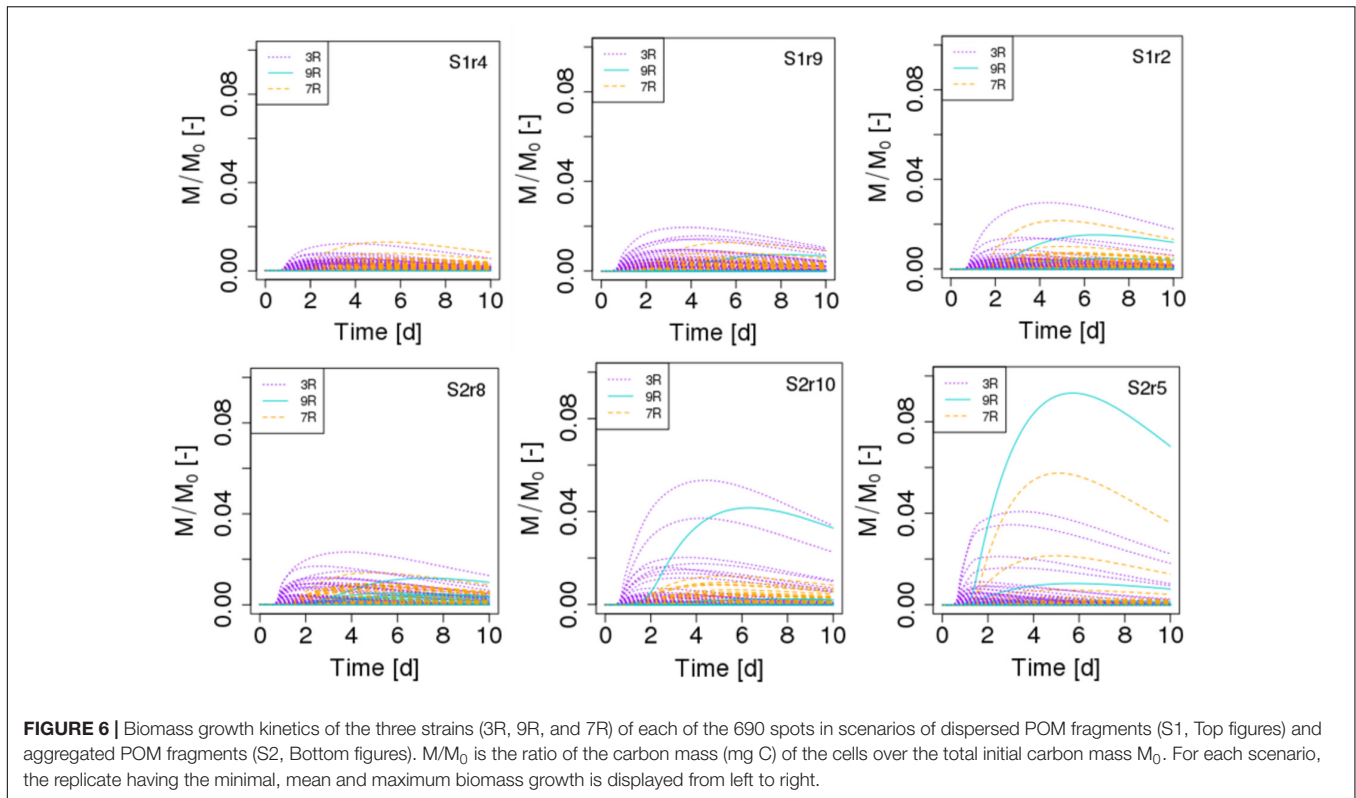 3R
9R
7R
S1r4
M/M₀ [-]
0.00 0.04 0.08
0 2 4 6 8 10
Time [d]
3R
9R
7R
S1r9
M/M₀ [-]
0.00 0.04 0.08
0 2 4 6 8 10
Time [d]
3R
9R
7R
S1r2
M/M₀ [-]
0.00 0.04 0.08
0 2 4 6 8 10
Time [d]
3R
9R
7R
S2r8
M/M₀ [-]
0.00 0.04 0.08
0 2 4 6 8 10
Time [d]
3R
9R
7R
S2r10
M/M₀ [-]
0.00 0.04 0.08
0 2 4 6 8 10
Time [d]
3R
9R
7R
S2r5
M/M₀ [-]
0.00 0.04 0.08
0 2 4 6 8 10
Time [d]
FIGURE 6 | Biomass growth kinetics of the three strains (3R, 9R, and 7R) of each of the 690 spots in scenarios of dispersed POM fragments (S1, Top figures) and
aggregated POM fragments (S2, Bottom figures). M/M₀ is the ratio of the carbon mass (mg C) of the cells over the total initial carbon mass M₀. For each scenario,
the replicate having the minimal, mean and maximum biomass growth is displayed from left to right.